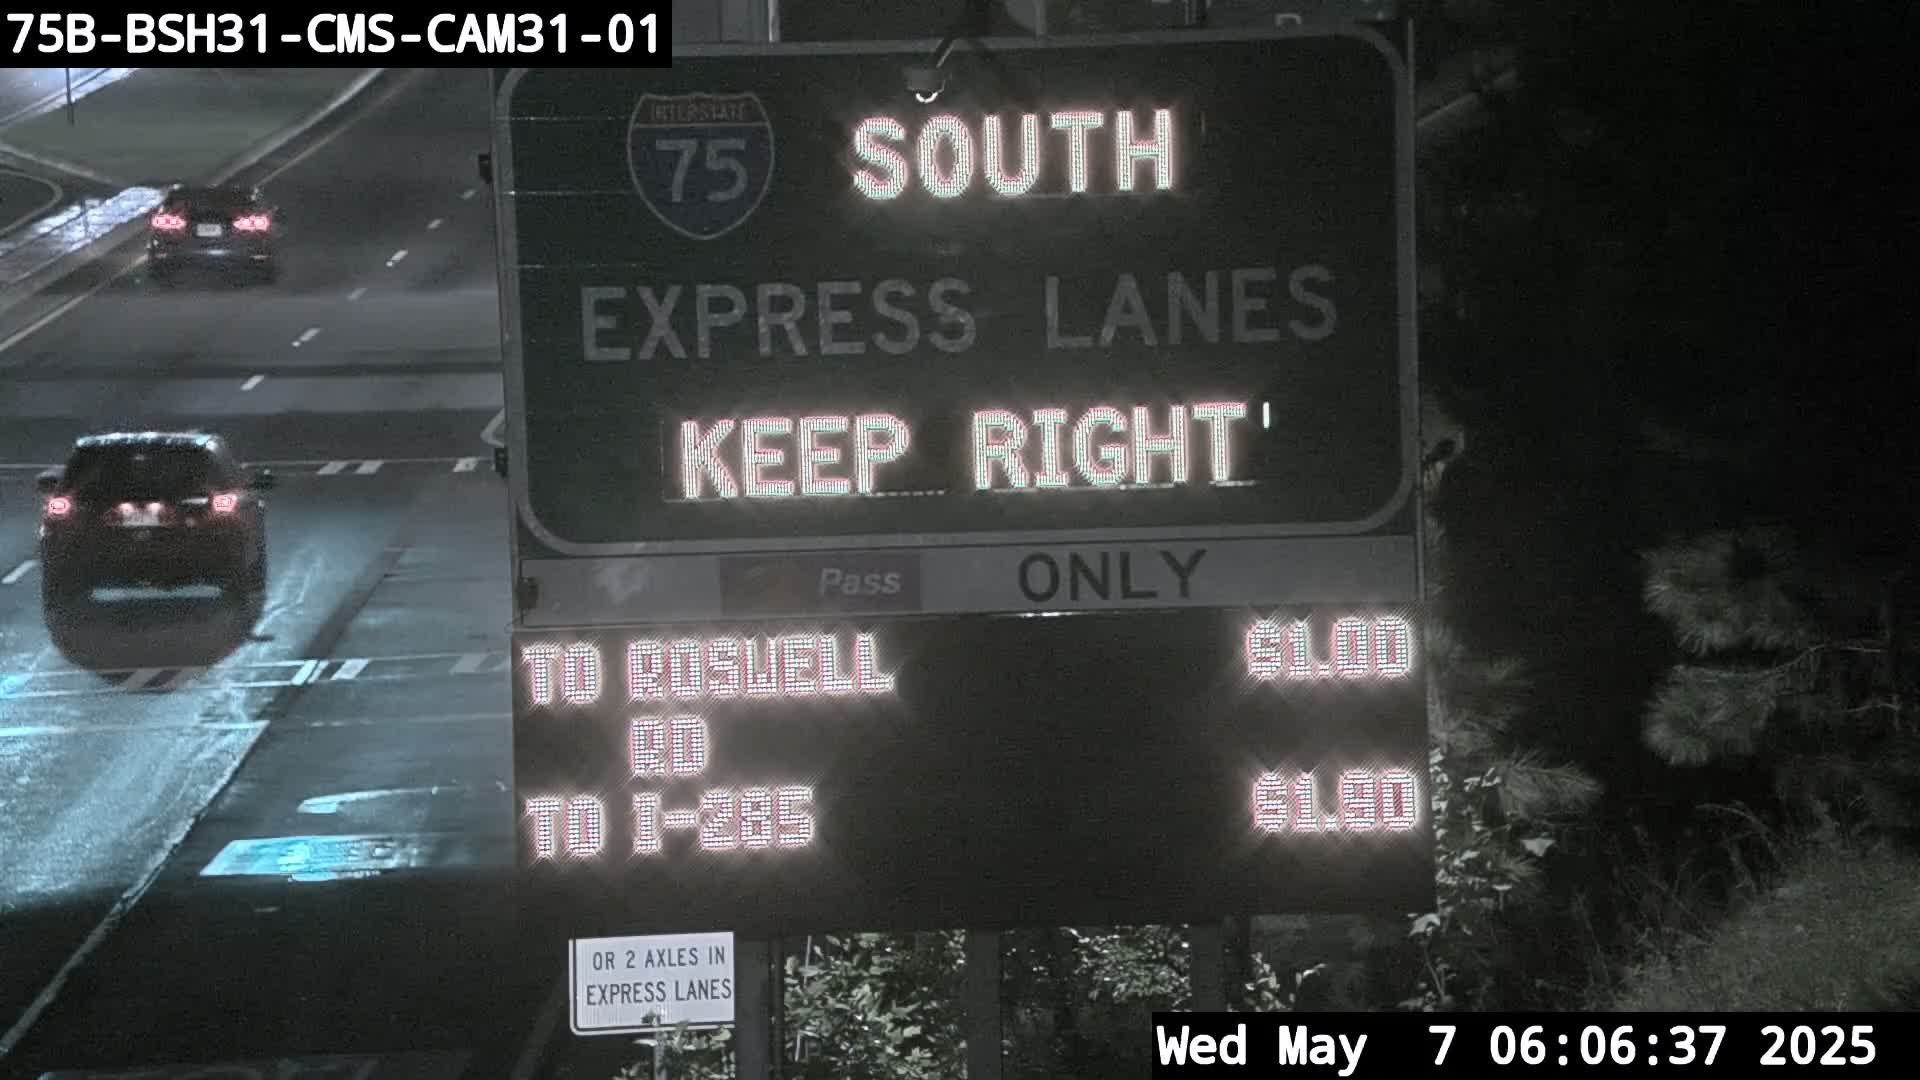 75B-BSH31-CMS-CAM31-01
INTERSTATE
75
SOUTH
EXPRESS LANES
KEEP RIGHT
Pass ONLY
TO ROSWELL $1.00
RD
TO I-285 $1.90
OR 2 AXLES IN
EXPRESS LANES
Wed May 7 06:06:37 2025